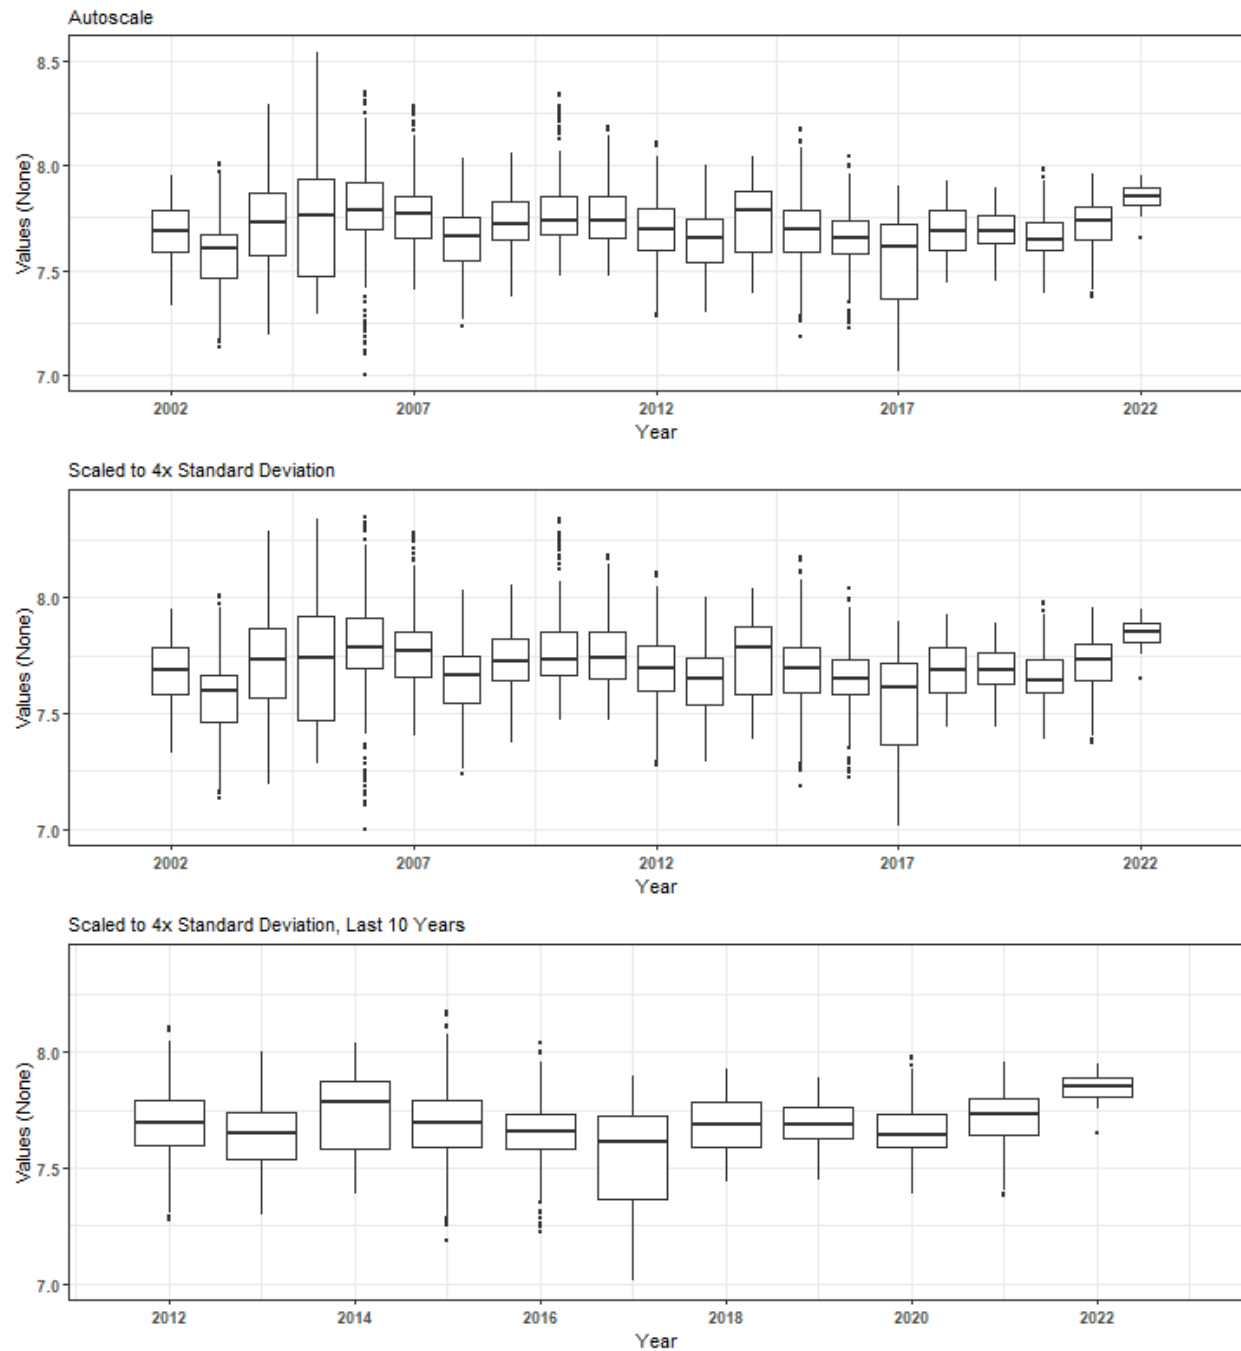 Autoscale
8.5
8.0
7.5
7.0
Values (None)
2002 2007 2012 2017 2022
Year
Scaled to 4x Standard Deviation
8.0
7.5
7.0
Values (None)
2002 2007 2012 2017 2022
Year
Scaled to 4x Standard Deviation, Last 10 Years
8.0
7.5
7.0
Values (None)
2012 2014 2016 2018 2020 2022
Year